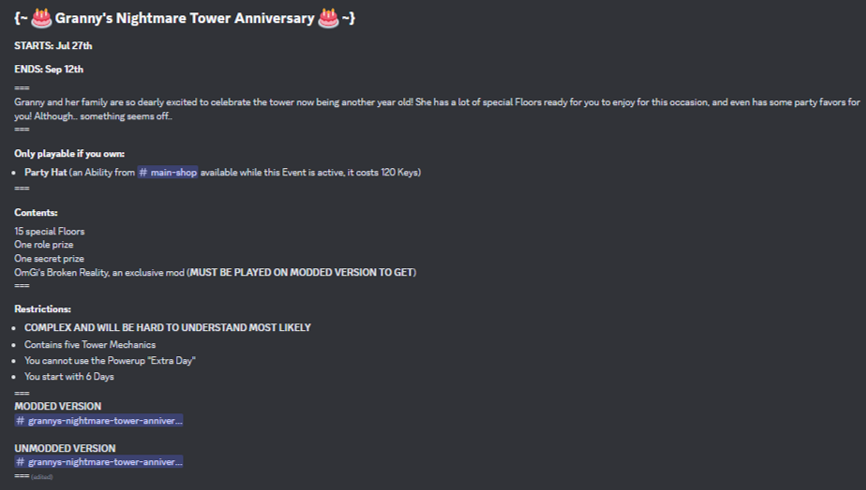 {~ 🎂 Granny's Nightmare Tower Anniversary 🎂 ~}
STARTS: Jul 27th
ENDS: Sep 12th
===
Granny and her family are so dearly excited to celebrate the tower now being another year old! She has a lot of special Floors ready for you to enjoy for this occasion, and even has some party favors for
you! Although.. something seems off..
===
Only playable if you own:
• Party Hat (an Ability from # main-shop available while this Event is active, it costs 120 Keys)
===
Contents:
15 special Floors
One role prize
One secret prize
OmGi's Broken Reality, an exclusive mod (MUST BE PLAYED ON MODDED VERSION TO GET)
===
Restrictions:
• COMPLEX AND WILL BE HARD TO UNDERSTAND MOST LIKELY
• Contains five Tower Mechanics
• You cannot use the Powerup "Extra Day"
• You start with 6 Days
===
MODDED VERSION
# grannys-nightmare-tower-anniver...
UNMODDED VERSION
# grannys-nightmare-tower-anniver...
=== (edited)